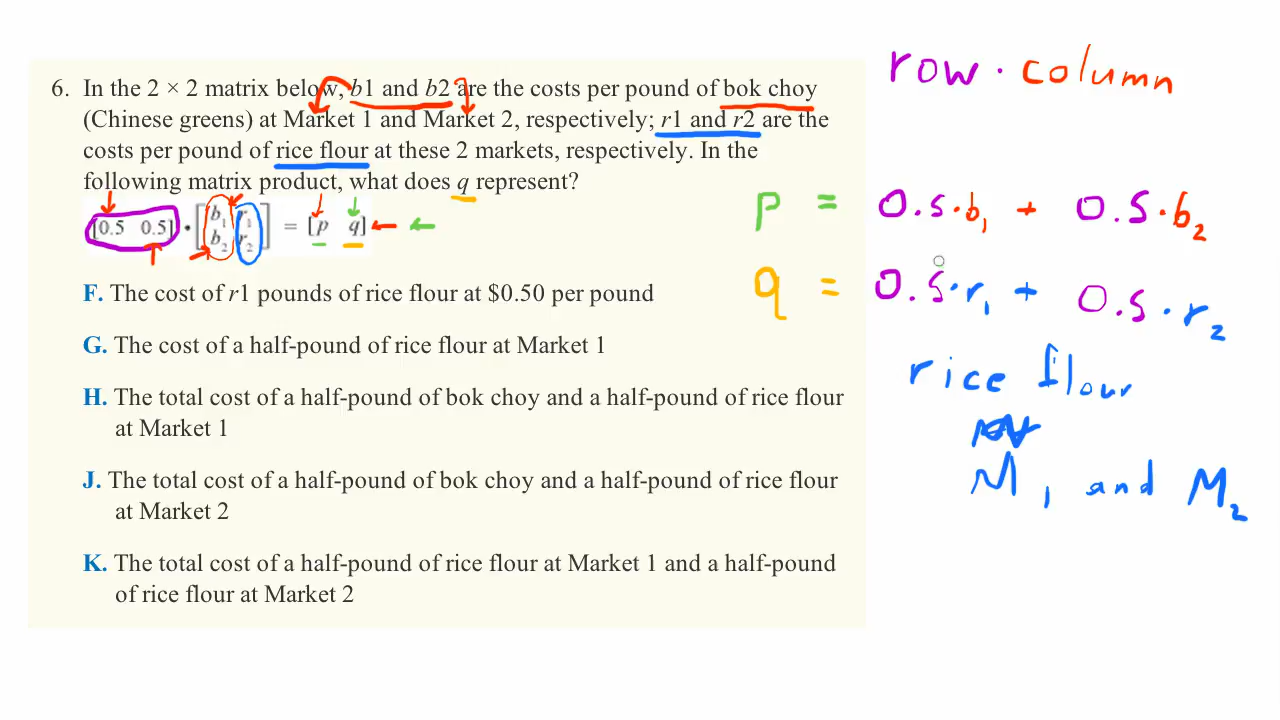 row · column
6. In the 2 × 2 matrix below, b1 and b2 are the costs per pound of bok choy
(Chinese greens) at Market 1 and Market 2, respectively; r1 and r2 are the
costs per pound of rice flour at these 2 markets, respectively. In the
following matrix product, what does q represent?
[0.5 0.5] · [b₁ r₁
b₂ r₂] = [p q]
p = 0.5·b₁ + 0.5·b₂
q = 0.5·r₁ + 0.5·r₂
rice flour
M₁ and M₂
F. The cost of r1 pounds of rice flour at $0.50 per pound
G. The cost of a half-pound of rice flour at Market 1
H. The total cost of a half-pound of bok choy and a half-pound of rice flour
at Market 1
J. The total cost of a half-pound of bok choy and a half-pound of rice flour
at Market 2
K. The total cost of a half-pound of rice flour at Market 1 and a half-pound
of rice flour at Market 2